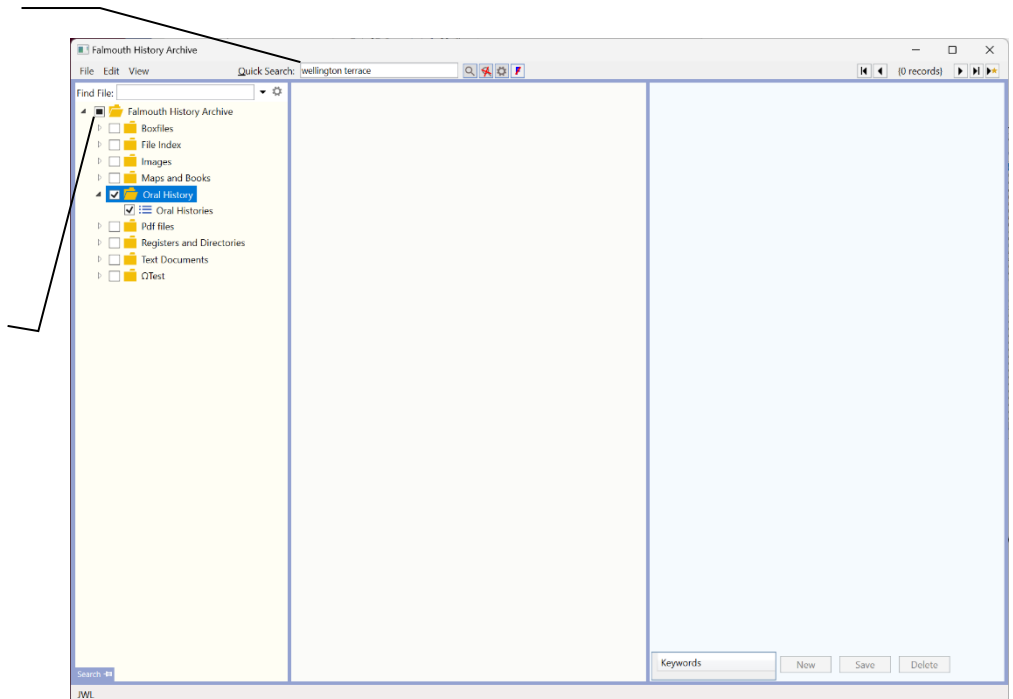 Falmouth History Archive
File Edit View Quick Search: wellington terrace F (0 records)
Find File:
Falmouth History Archive
Boxfiles
File Index
Images
Maps and Books
Oral History
Oral Histories
Pdf files
Registers and Directories
Text Documents
ΩTest
Keywords New Save Delete
Search
JWL